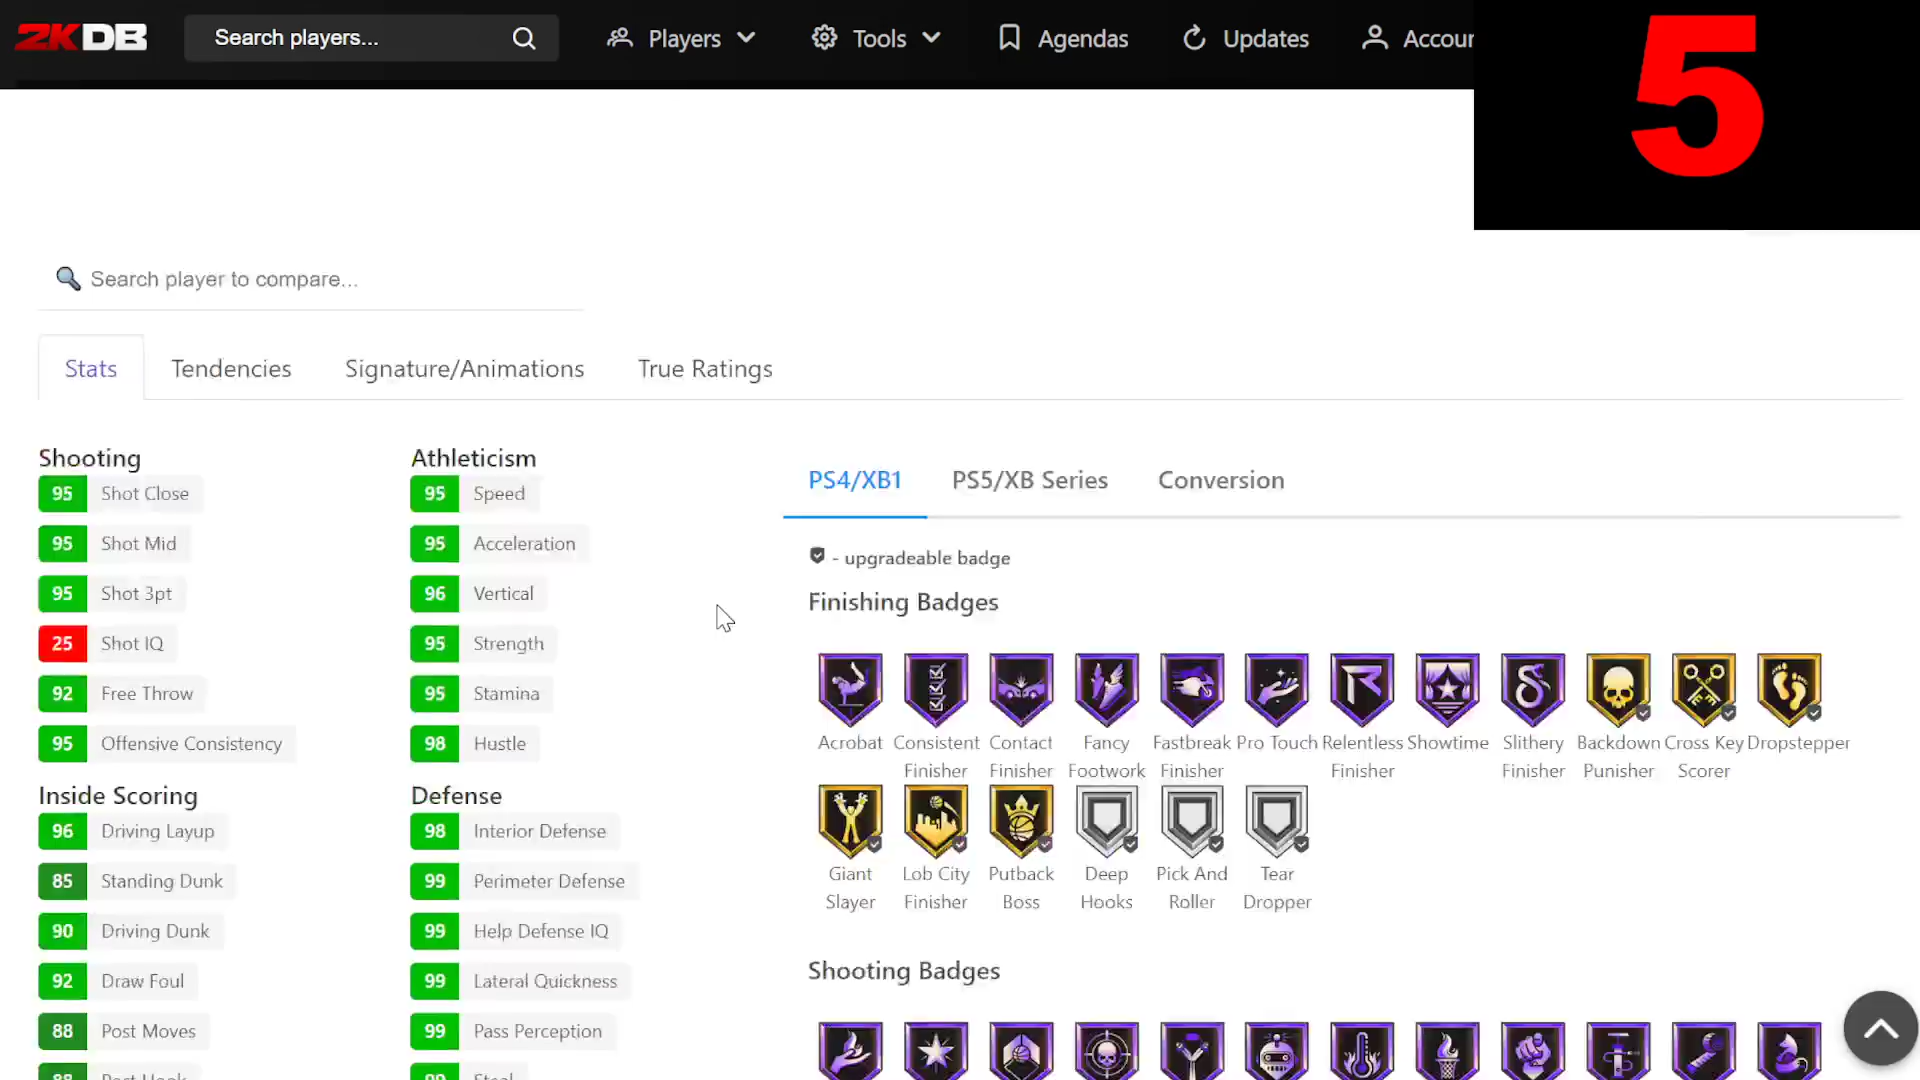 2KDB
Search players...
Players
Tools
Agendas
Updates
Accour
5
Search player to compare...
Stats
Tendencies
Signature/Animations
True Ratings
Shooting
95 Shot Close
95 Shot Mid
95 Shot 3pt
25 Shot IQ
92 Free Throw
95 Offensive Consistency
Inside Scoring
96 Driving Layup
85 Standing Dunk
90 Driving Dunk
92 Draw Foul
88 Post Moves
88 Post Hook
Athleticism
95 Speed
95 Acceleration
96 Vertical
95 Strength
95 Stamina
98 Hustle
Defense
98 Interior Defense
99 Perimeter Defense
99 Help Defense IQ
99 Lateral Quickness
99 Pass Perception
99 Steal
PS4/XB1
PS5/XB Series
Conversion
- upgradeable badge
Finishing Badges
Acrobat
Consistent
Finisher
Contact
Finisher
Fancy
Footwork
Fastbreak
Finisher
Pro Touch
Relentless
Finisher
Showtime
Slithery
Finisher
Backdown
Punisher
Cross Key
Scorer
Dropstepper
Giant
Slayer
Lob City
Finisher
Putback
Boss
Deep
Hooks
Pick And
Roller
Tear
Dropper
Shooting Badges